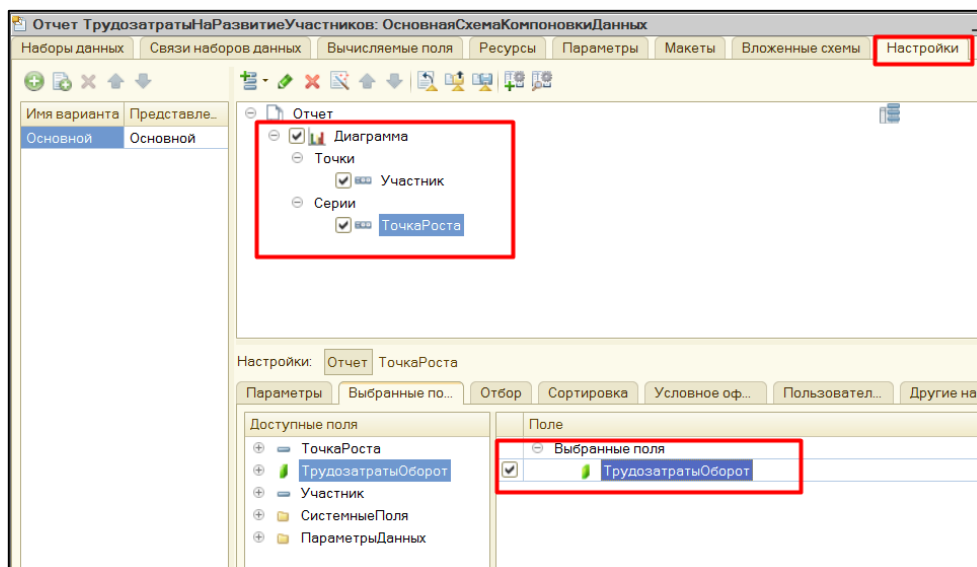 Отчет ТрудозатратыНаРазвитиеУчастников: ОсновнаяСхемаКомпоновкиДанных
Наборы данных Связи наборов данных Вычисляемые поля Ресурсы Параметры Макеты Вложенные схемы Настройки
Имя варианта Представле...
Основной Основной
Отчет
Диаграмма
Точки
Участник
Серии
ТочкаРоста
Настройки: Отчет ТочкаРоста
Параметры Выбранные по... Отбор Сортировка Условное оф... Пользовател... Другие на
Доступные поля
ТочкаРоста
ТрудозатратыОборот
Участник
СистемныеПоля
ПараметрыДанных
Поле
Выбранные поля
ТрудозатратыОборот